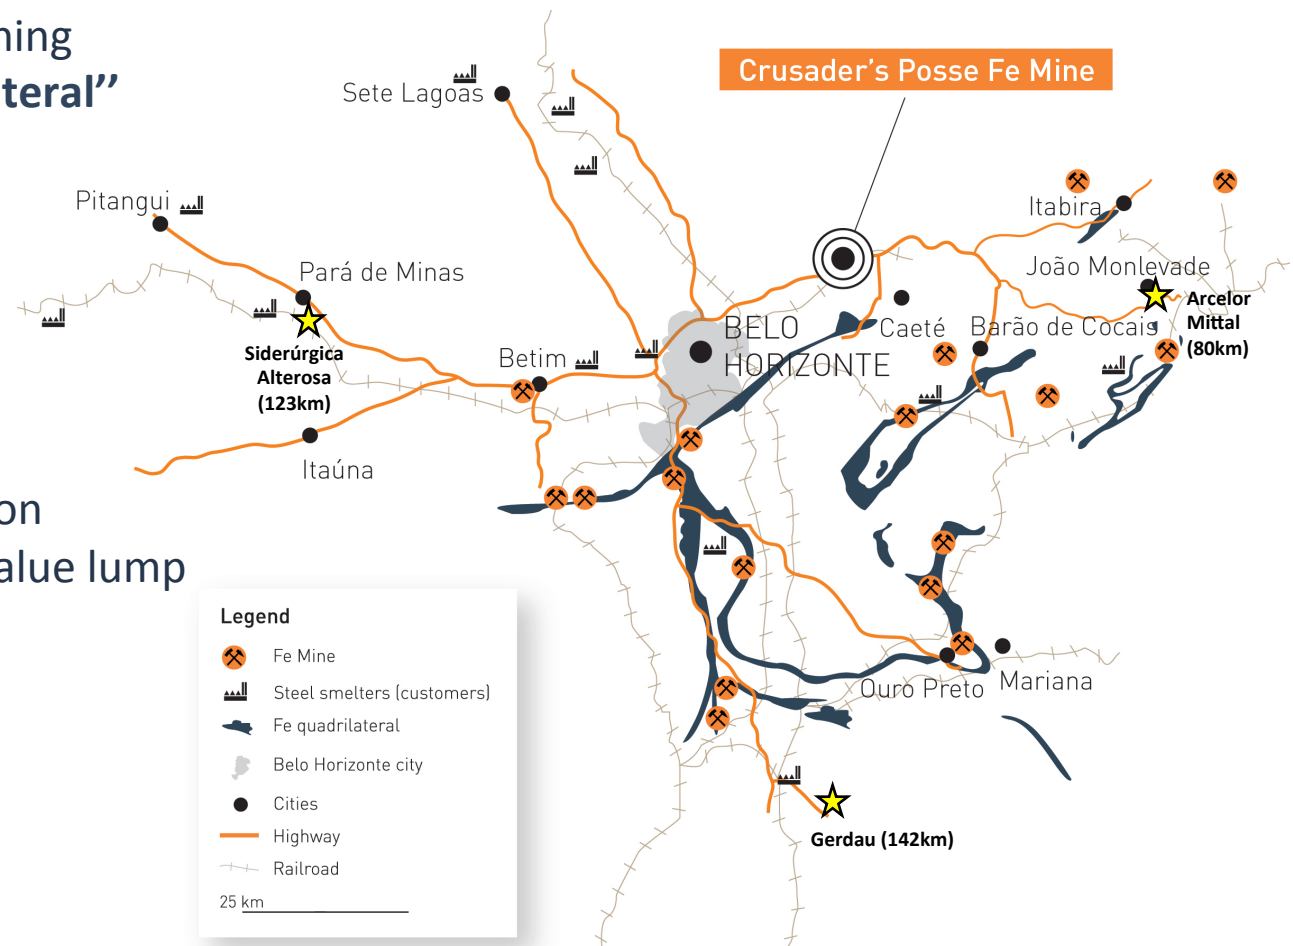 ning
teral”
Crusader's Posse Fe Mine
Sete Lagoas
Pitangui
Itabira
Pará de Minas
João Monlevade
Arcelor
Mittal
(80km)
Siderúrgica
Alterosa
(123km)
Betim
BELO
HORIZONTE
Caeté
Barão de Cocais
Itaúna
on
alue lump
Ouro Preto
Mariana
Gerdau (142km)
Legend
Fe Mine
Steel smelters (customers)
Fe quadrilateral
Belo Horizonte city
Cities
Highway
Railroad
25 km